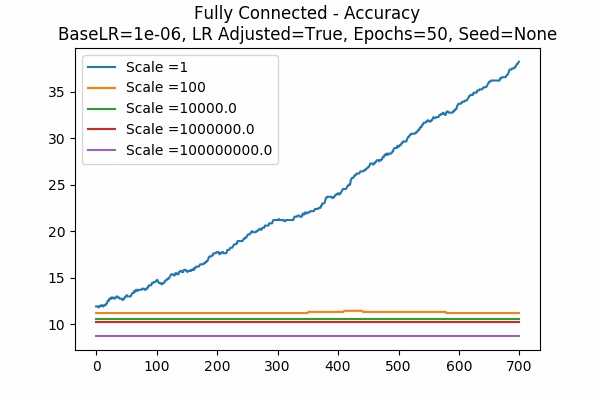 Fully Connected - Accuracy
BaseLR=1e-06, LR Adjusted=True, Epochs=50, Seed=None
Scale =1
Scale =100
Scale =10000.0
Scale =1000000.0
Scale =100000000.0
35
30
25
20
15
10
0 100 200 300 400 500 600 700